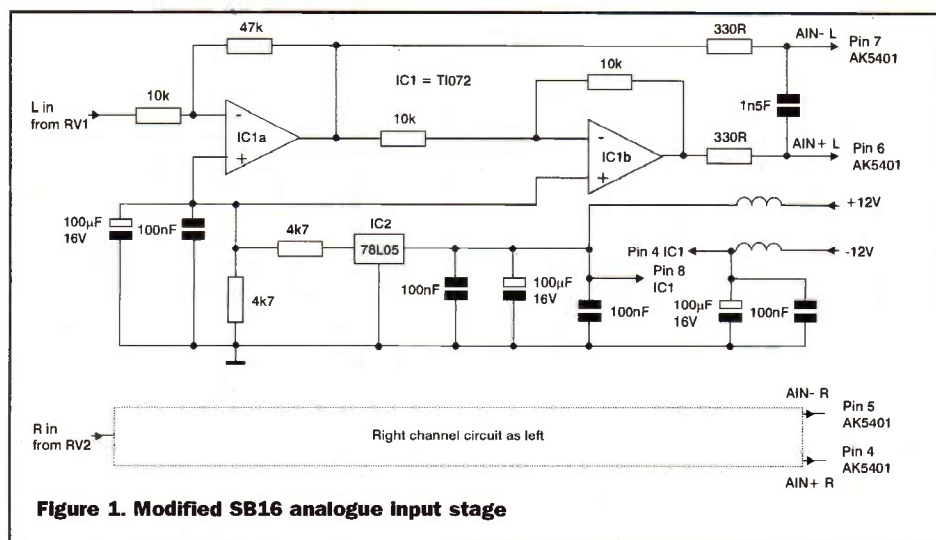 47k
330R
AIN- L
Pin 7
AK5401
IC1 = TI072
10k
10k
1n5F
L in
from RV1
IC1a
-
+
10k
IC1b
-
+
330R
AIN+ L
Pin 6
AK5401
+12V
-12V
100µF
16V
100nF
4k7
IC2
78L05
4k7
100nF
100µF
16V
Pin 4 IC1
Pin 8
IC1
100nF
100µF
16V
100nF
R in
from RV2
Right channel circuit as left
AIN- R
Pin 5
AK5401
Pin 4
AK5401
AIN+ R
Figure 1. Modified SB16 analogue input stage